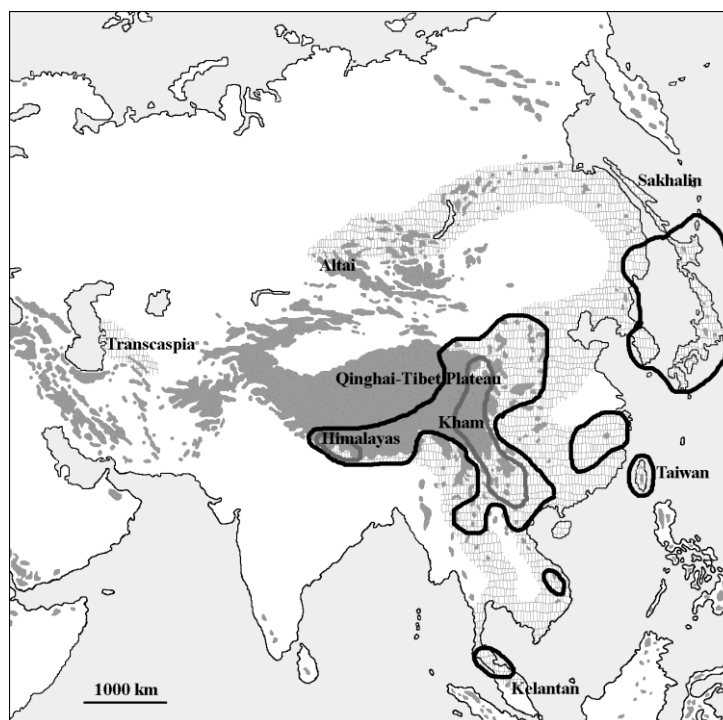 Sakhalin
Altai
Transcaspia
Qinghai-Tibet Plateau
Kham
Himalayas
Taiwan
Kelantan
1000 km